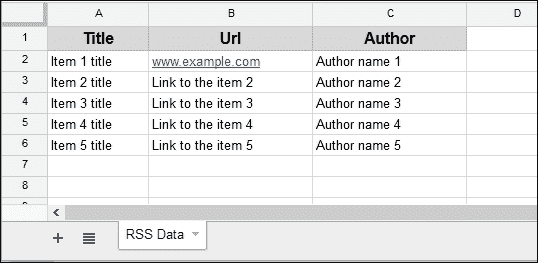 A B C D
1 Title Url Author
2 Item 1 title www.example.com Author name 1
3 Item 2 title Link to the item 2 Author name 2
4 Item 3 title Link to the item 3 Author name 3
5 Item 4 title Link to the item 4 Author name 4
6 Item 5 title Link to the item 5 Author name 5
7
8
RSS Data